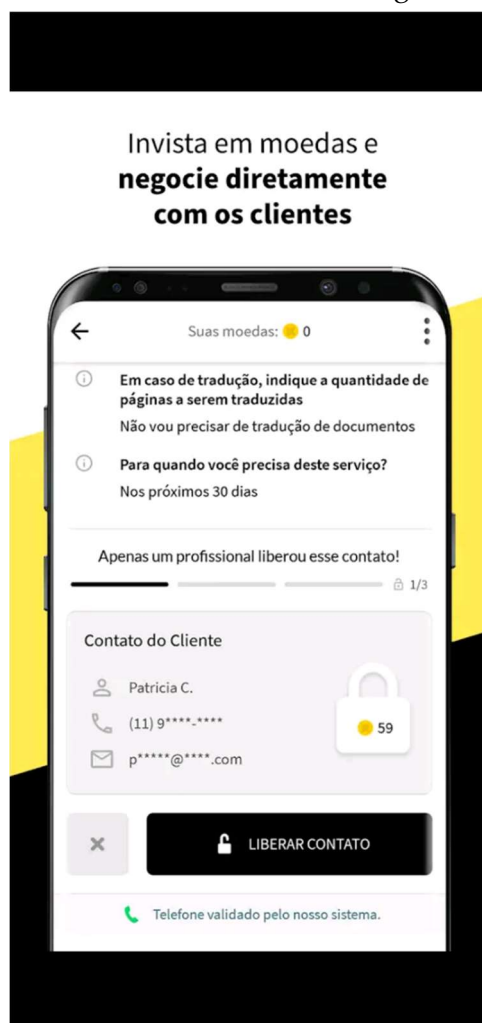 Invista em moedas e
negocie diretamente
com os clientes
Suas moedas: 0
Em caso de tradução, indique a quantidade de
páginas a serem traduzidas
Não vou precisar de tradução de documentos
Para quando você precisa deste serviço?
Nos próximos 30 dias
Apenas um profissional liberou esse contato!
1/3
Contato do Cliente
Patricia C.
(11) 9****-****
59
p*****@****.com
LIBERAR CONTATO
Telefone validado pelo nosso sistema.